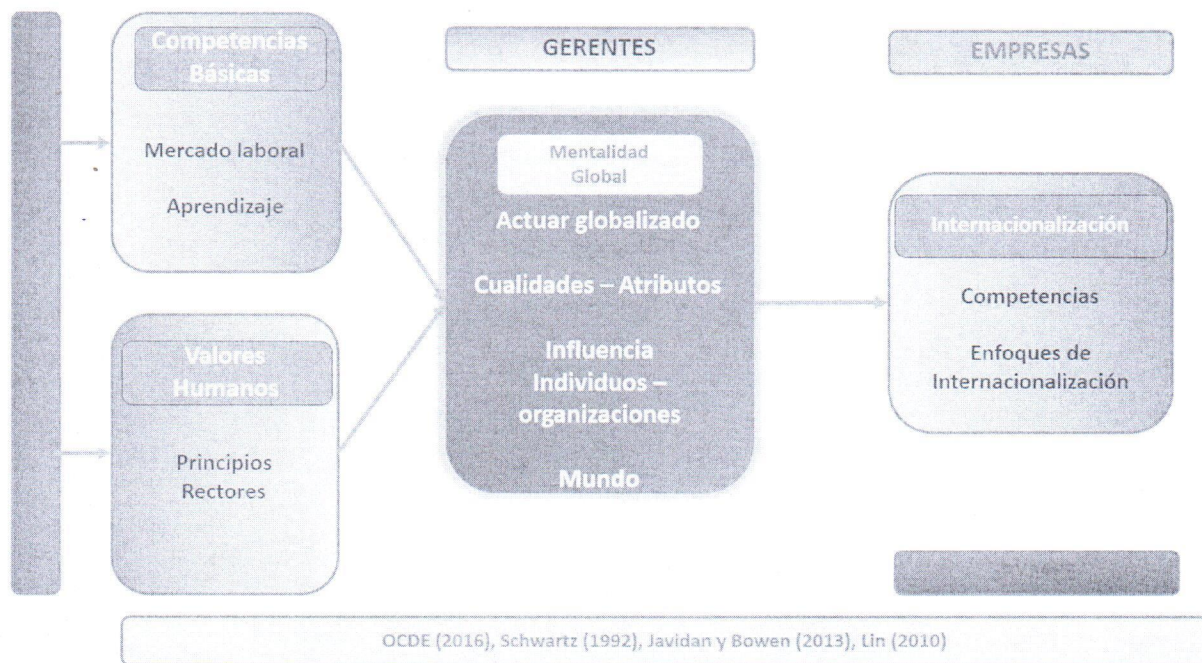 Competencias
Básicas
Mercado laboral
Aprendizaje
Valores
Humanos
Principios
Rectores
GERENTES
Mentalidad
Global
Actuar globalizado
Cualidades – Atributos
Influencia
Individuos –
organizaciones
Mundo
EMPRESAS
Internacionalización
Competencias
Enfoques de
Internacionalización
OCDE (2016), Schwartz (1992), Javidan y Bowen (2013), Lin (2010)